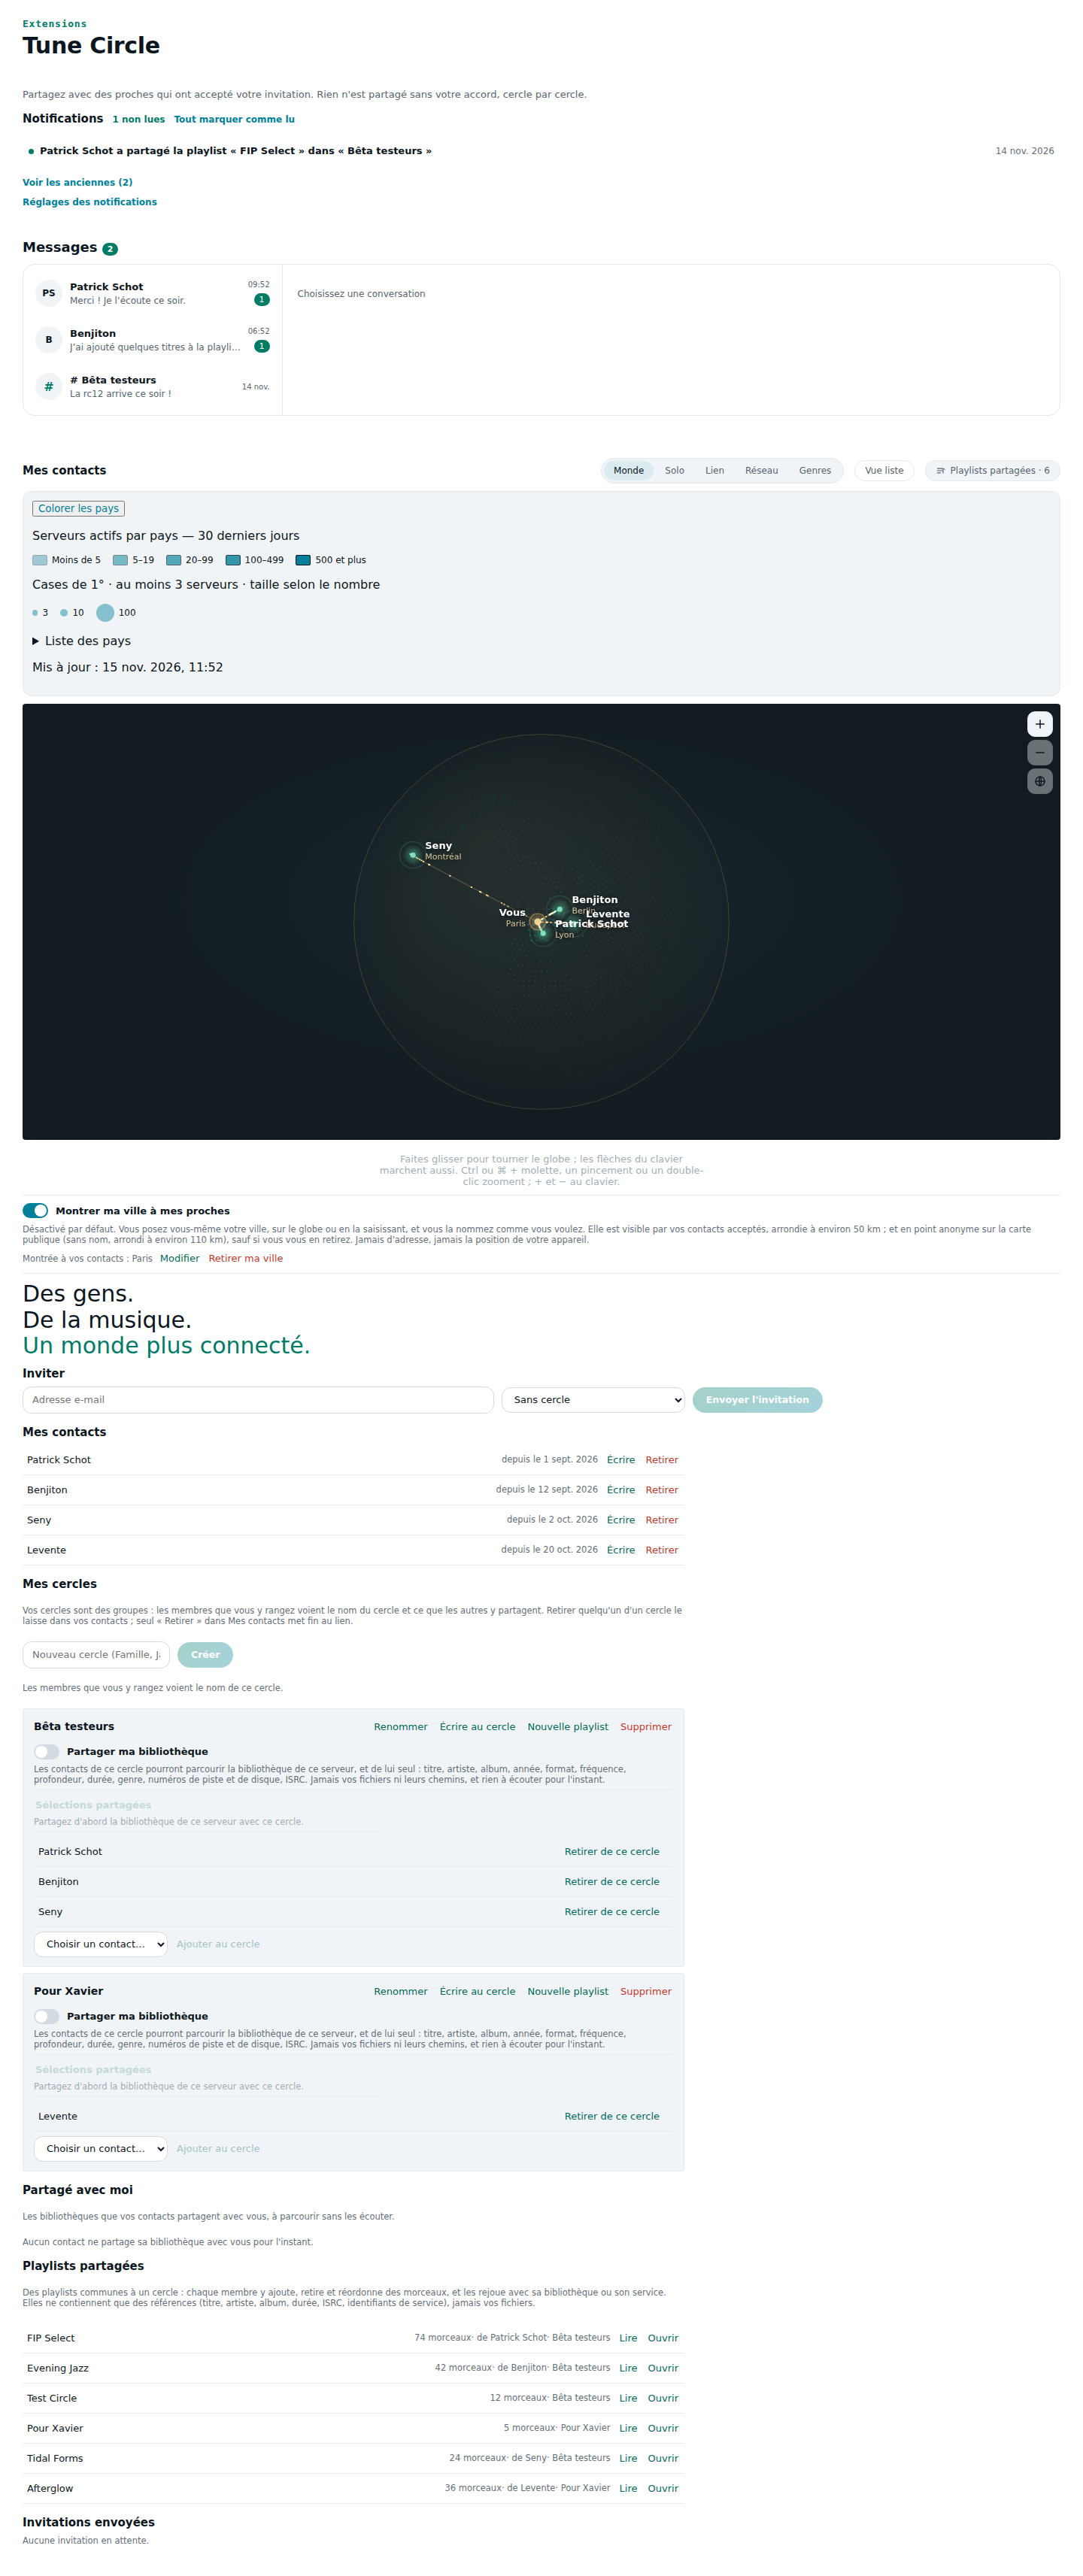 Extensions
Tune Circle
Partagez avec des proches qui ont accepté votre invitation. Rien n'est partagé sans votre accord, cercle par cercle.
Notifications 1 non lues Tout marquer comme lu
Patrick Schot a partagé la playlist « FIP Select » dans « Bêta testeurs » 14 nov. 2026
Voir les anciennes (2)
Réglages des notifications
Messages 2
PS Patrick Schot 09:52
Merci ! Je l'écoute ce soir. 1
Choisissez une conversation
B Benjiton 06:52
J'ai ajouté quelques titres à la playli… 1
# # Bêta testeurs 14 nov.
La rc12 arrive ce soir !
Mes contacts Monde Solo Lien Réseau Genres Vue liste Playlists partagées · 6
Colorer les pays
Serveurs actifs par pays — 30 derniers jours
Moins de 5 5–19 20–99 100–499 500 et plus
Cases de 1° · au moins 3 serveurs · taille selon le nombre
3 10 100
Liste des pays
Mis à jour : 15 nov. 2026, 11:52
+
−
Seny
Montréal
Benjiton
Berlin
Levente
Vous
Paris
Patrick Schot
Lyon
Faites glisser pour tourner le globe ; les flèches du clavier
marchent aussi. Ctrl ou ⌘ + molette, un pincement ou un double-
clic zooment ; + et − au clavier.
Montrer ma ville à mes proches
Désactivé par défaut. Vous posez vous-même votre ville, sur le globe ou en la saisissant, et vous la nommez comme vous voulez. Elle est visible par vos contacts acceptés, arrondie à environ 50 km ; et en point anonyme sur la carte
publique (sans nom, arrondi à environ 110 km), sauf si vous vous en retirez. Jamais d'adresse, jamais la position de votre appareil.
Montrée à vos contacts : Paris Modifier Retirer ma ville
Des gens.
De la musique.
Un monde plus connecté.
Inviter
Adresse e-mail Sans cercle Envoyer l'invitation
Mes contacts
Patrick Schot depuis le 1 sept. 2026 Écrire Retirer
Benjiton depuis le 12 sept. 2026 Écrire Retirer
Seny depuis le 2 oct. 2026 Écrire Retirer
Levente depuis le 20 oct. 2026 Écrire Retirer
Mes cercles
Vos cercles sont des groupes : les membres que vous y rangez voient le nom du cercle et ce que les autres y partagent. Retirer quelqu'un d'un cercle le
laisse dans vos contacts ; seul « Retirer » dans Mes contacts met fin au lien.
Nouveau cercle (Famille, Ja Créer
Les membres que vous y rangez voient le nom de ce cercle.
Bêta testeurs Renommer Écrire au cercle Nouvelle playlist Supprimer
Partager ma bibliothèque
Les contacts de ce cercle pourront parcourir la bibliothèque de ce serveur, et de lui seul : titre, artiste, album, année, format, fréquence,
profondeur, durée, genre, numéros de piste et de disque, ISRC. Jamais vos fichiers ni leurs chemins, et rien à écouter pour l'instant.
Sélections partagées
Partagez d'abord la bibliothèque de ce serveur avec ce cercle.
Patrick Schot Retirer de ce cercle
Benjiton Retirer de ce cercle
Seny Retirer de ce cercle
Choisir un contact… Ajouter au cercle
Pour Xavier Renommer Écrire au cercle Nouvelle playlist Supprimer
Partager ma bibliothèque
Les contacts de ce cercle pourront parcourir la bibliothèque de ce serveur, et de lui seul : titre, artiste, album, année, format, fréquence,
profondeur, durée, genre, numéros de piste et de disque, ISRC. Jamais vos fichiers ni leurs chemins, et rien à écouter pour l'instant.
Sélections partagées
Partagez d'abord la bibliothèque de ce serveur avec ce cercle.
Levente Retirer de ce cercle
Choisir un contact… Ajouter au cercle
Partagé avec moi
Les bibliothèques que vos contacts partagent avec vous, à parcourir sans les écouter.
Aucun contact ne partage sa bibliothèque avec vous pour l'instant.
Playlists partagées
Des playlists communes à un cercle : chaque membre y ajoute, retire et réordonne des morceaux, et les rejoue avec sa bibliothèque ou son service.
Elles ne contiennent que des références (titre, artiste, album, durée, ISRC, identifiants de service), jamais vos fichiers.
FIP Select 74 morceaux· de Patrick Schot· Bêta testeurs Lire Ouvrir
Evening Jazz 42 morceaux· de Benjiton· Bêta testeurs Lire Ouvrir
Test Circle 12 morceaux· Bêta testeurs Lire Ouvrir
Pour Xavier 5 morceaux· Pour Xavier Lire Ouvrir
Tidal Forms 24 morceaux· de Seny· Bêta testeurs Lire Ouvrir
Afterglow 36 morceaux· de Levente· Pour Xavier Lire Ouvrir
Invitations envoyées
Aucune invitation en attente.